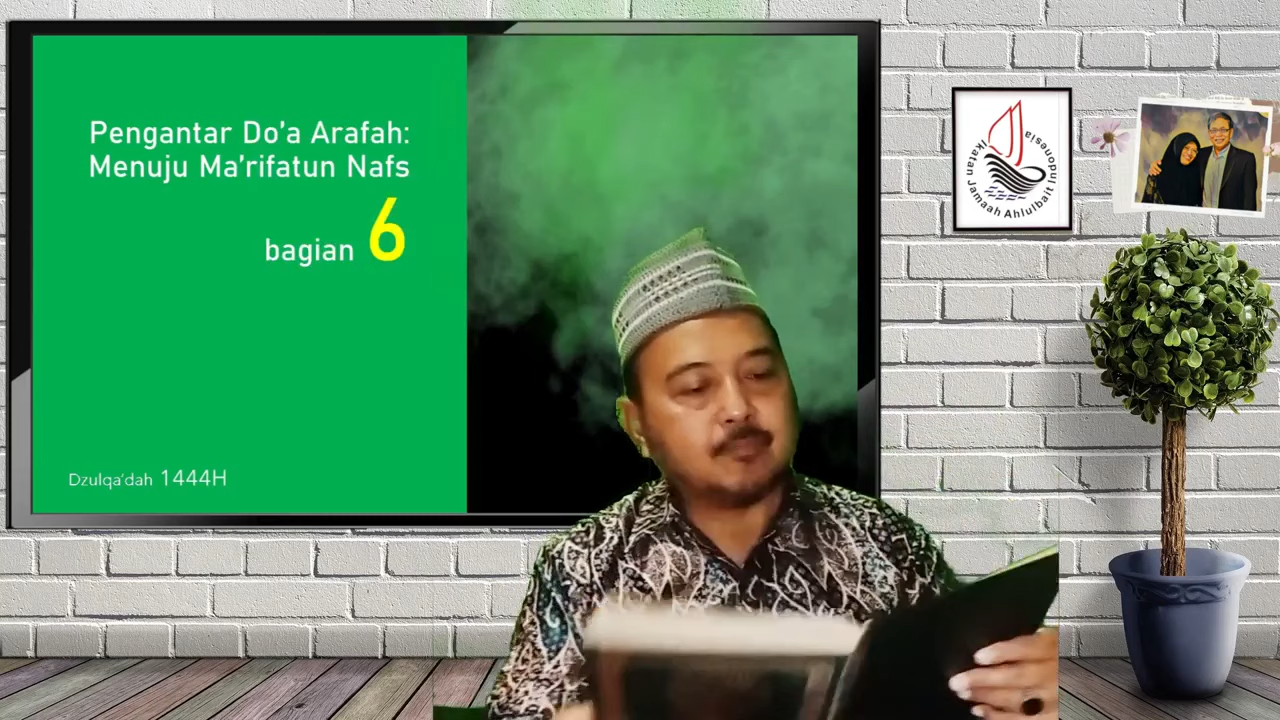 Pengantar Do'a Arafah:
Menuju Ma'rifatun Nafs
bagian 6
Dzulqa'dah 1444H
Ikatan Jamaah Ahlulbait Indonesia